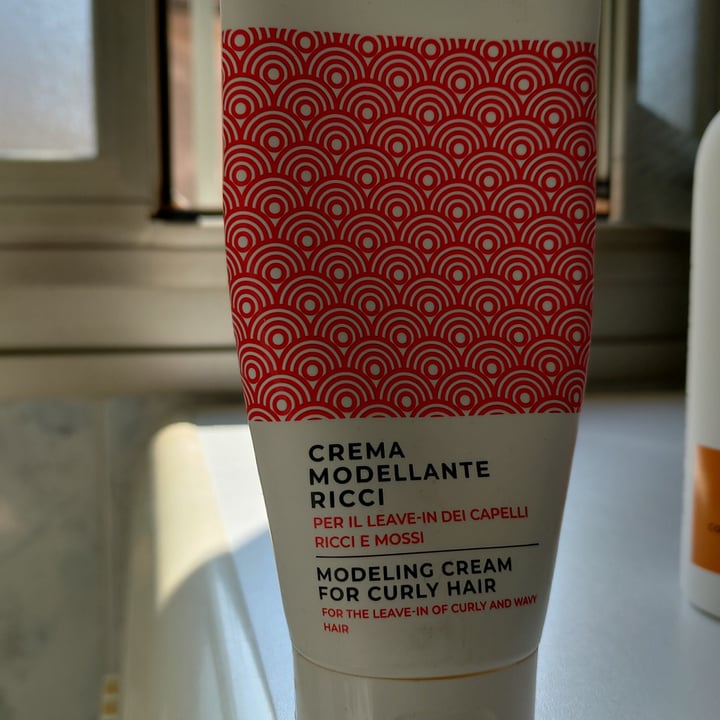 CREMA
MODELLANTE
RICCI
PER IL LEAVE-IN DEI CAPELLI
RICCI E MOSSI
MODELING CREAM
FOR CURLY HAIR
FOR THE LEAVE-IN OF CURLY AND WAVY
HAIR